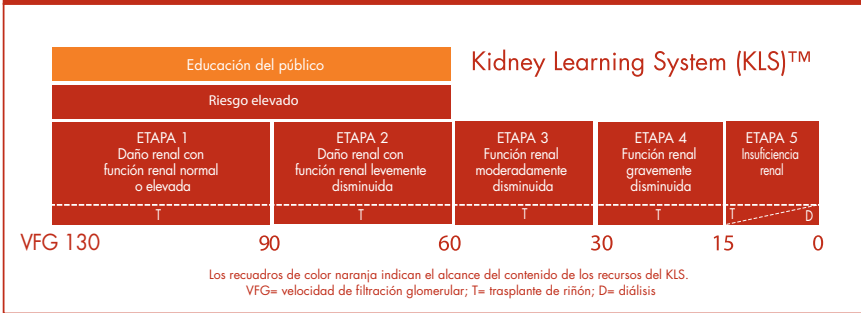 Educación del público
Kidney Learning System (KLS)™
Riesgo elevado
ETAPA 1
Daño renal con
función renal normal
o elevada
ETAPA 2
Daño renal con
función renal levemente
disminuida
ETAPA 3
Función renal
moderadamente
disminuida
ETAPA 4
Función renal
gravemente
disminuida
ETAPA 5
Insuficiencia
renal
T
T
T
T
T
D
VFG 130
90
60
30
15
0
Los recuadros de color naranja indican el alcance del contenido de los recursos del KLS.
VFG= velocidad de filtración glomerular; T= trasplante de riñón; D= diálisis